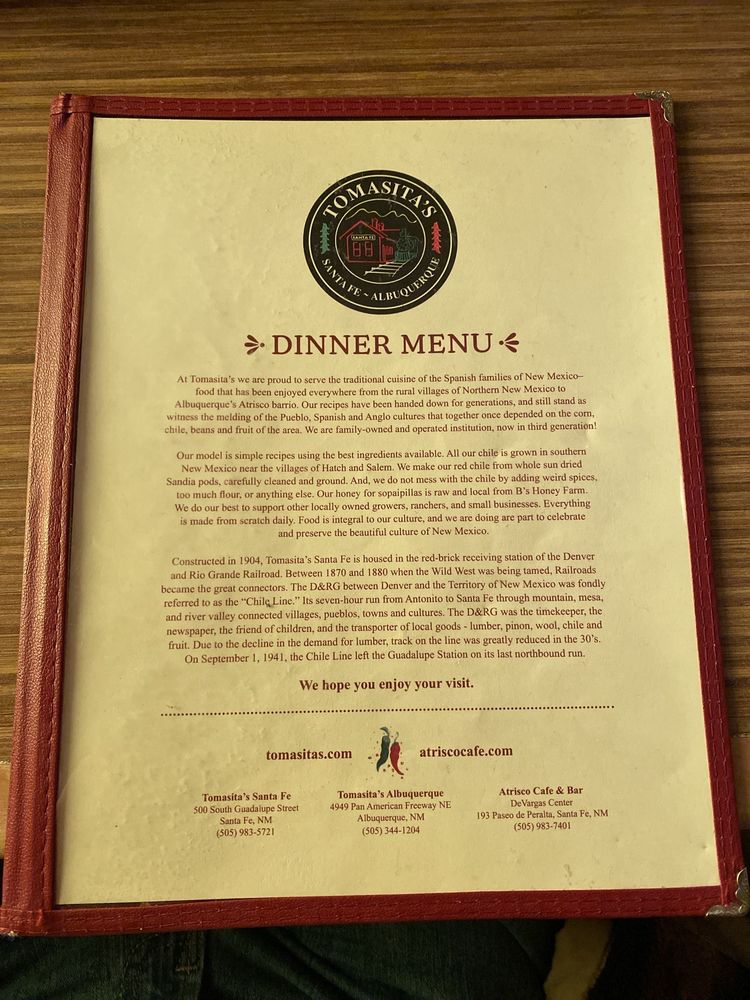 TOMASITA'S
SANTA FE
SANTA FE ~ ALBUQUERQUE
DINNER MENU
At Tomasita's we are proud to serve the traditional cuisine of the Spanish families of New Mexico–
food that has been enjoyed everywhere from the rural villages of Northern New Mexico to
Albuquerque's Atrisco barrio. Our recipes have been handed down for generations, and still stand as
witness the melding of the Pueblo, Spanish and Anglo cultures that together once depended on the corn,
chile, beans and fruit of the area. We are family-owned and operated institution, now in third generation!
Our model is simple recipes using the best ingredients available. All our chile is grown in southern
New Mexico near the villages of Hatch and Salem. We make our red chile from whole sun dried
Sandia pods, carefully cleaned and ground. And, we do not mess with the chile by adding weird spices,
too much flour, or anything else. Our honey for sopaipillas is raw and local from B's Honey Farm.
We do our best to support other locally owned growers, ranchers, and small businesses. Everything
is made from scratch daily. Food is integral to our culture, and we are doing are part to celebrate
and preserve the beautiful culture of New Mexico.
Constructed in 1904, Tomasita's Santa Fe is housed in the red-brick receiving station of the Denver
and Rio Grande Railroad. Between 1870 and 1880 when the Wild West was being tamed, Railroads
became the great connectors. The D&RG between Denver and the Territory of New Mexico was fondly
referred to as the "Chile Line." Its seven-hour run from Antonito to Santa Fe through mountain, mesa,
and river valley connected villages, pueblos, towns and cultures. The D&RG was the timekeeper, the
newspaper, the friend of children, and the transporter of local goods - lumber, pinon, wool, chile and
fruit. Due to the decline in the demand for lumber, track on the line was greatly reduced in the 30's.
On September 1, 1941, the Chile Line left the Guadalupe Station on its last northbound run.
We hope you enjoy your visit.
tomasitas.com atriscocafe.com
Tomasita's Santa Fe
500 South Guadalupe Street
Santa Fe, NM
(505) 983-5721
Tomasita's Albuquerque
4949 Pan American Freeway NE
Albuquerque, NM
(505) 344-1204
Atrisco Cafe & Bar
DeVargas Center
193 Paseo de Peralta, Santa Fe, NM
(505) 983-7401